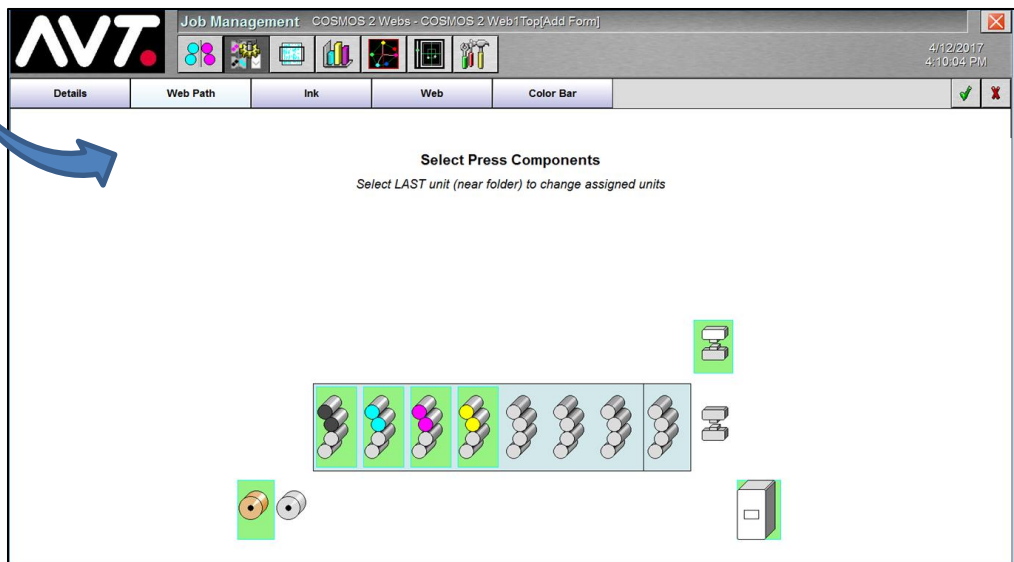 AVT.
Job Management COSMOS 2 Webs - COSMOS 2 Web1Top[Add Form]
4/12/2017
4:10:04 PM
Details Web Path Ink Web Color Bar
Select Press Components
Select LAST unit (near folder) to change assigned units